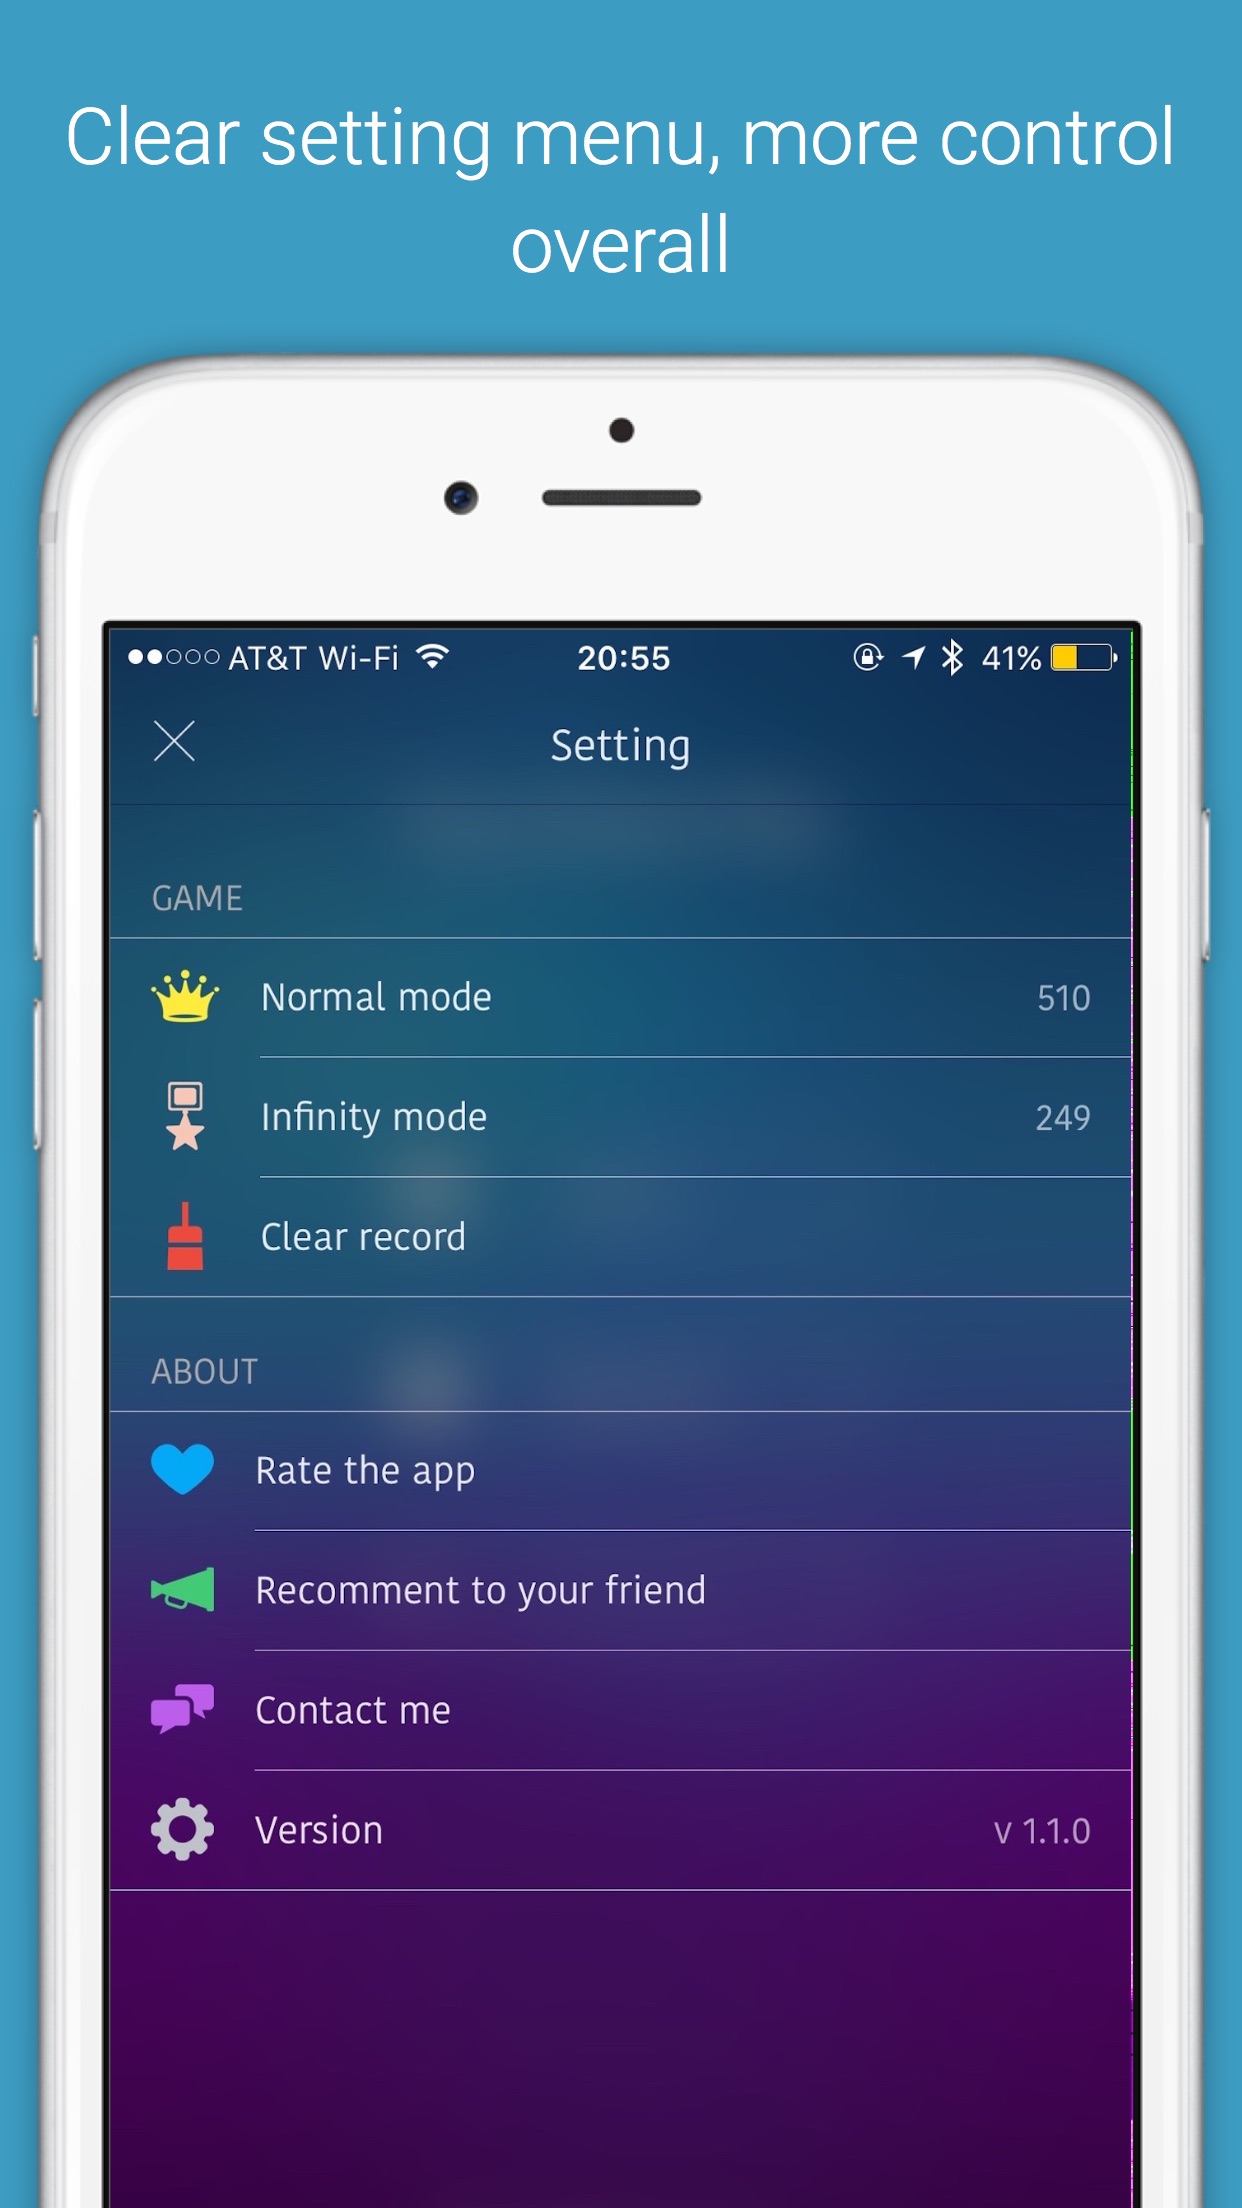 Clear setting menu, more control
overall
AT&T Wi-Fi 20:55 41%
Setting
GAME
Normal mode 510
Infinity mode 249
Clear record
ABOUT
Rate the app
Recomment to your friend
Contact me
Version v 1.1.0